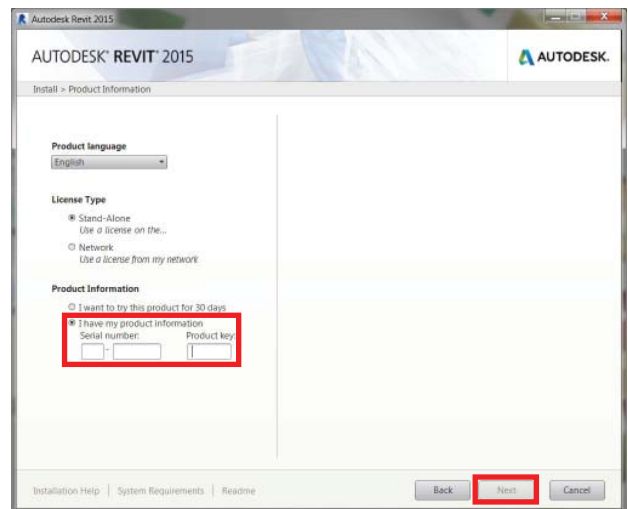 Autodesk Revit 2015
AUTODESK® REVIT® 2015
AUTODESK.
Install > Product Information
Product language
English
License Type
Stand-Alone
Use a license on the...
Network
Use a license from my network
Product Information
I want to try this product for 30 days
I have my product information
Serial number: Product key:
-
Installation Help | System Requirements | Readme
Back Next Cancel